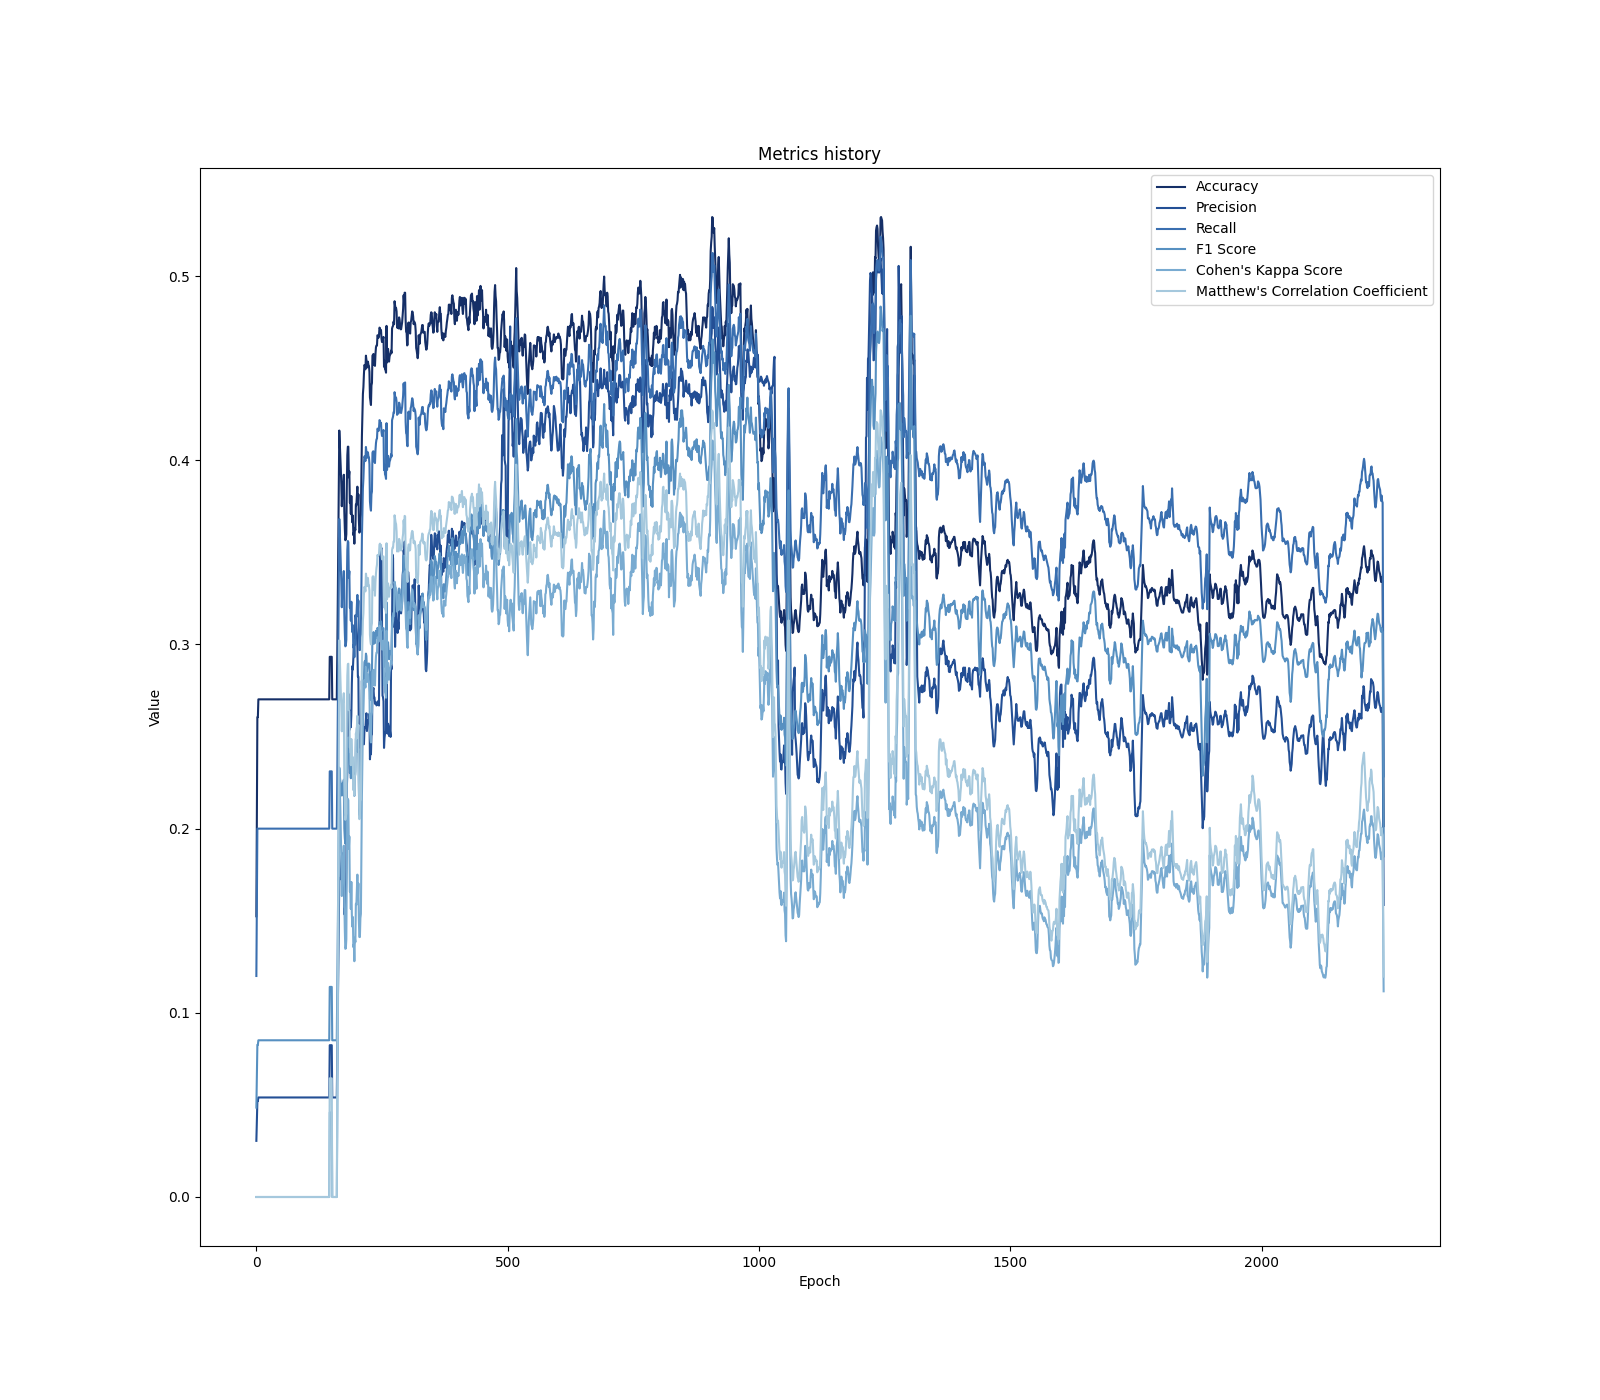 Metrics history
Accuracy
Precision
Recall
F1 Score
Cohen's Kappa Score
Matthew's Correlation Coefficient
Value
0.5
0.4
0.3
0.2
0.1
0.0
0 500 1000 1500 2000
Epoch